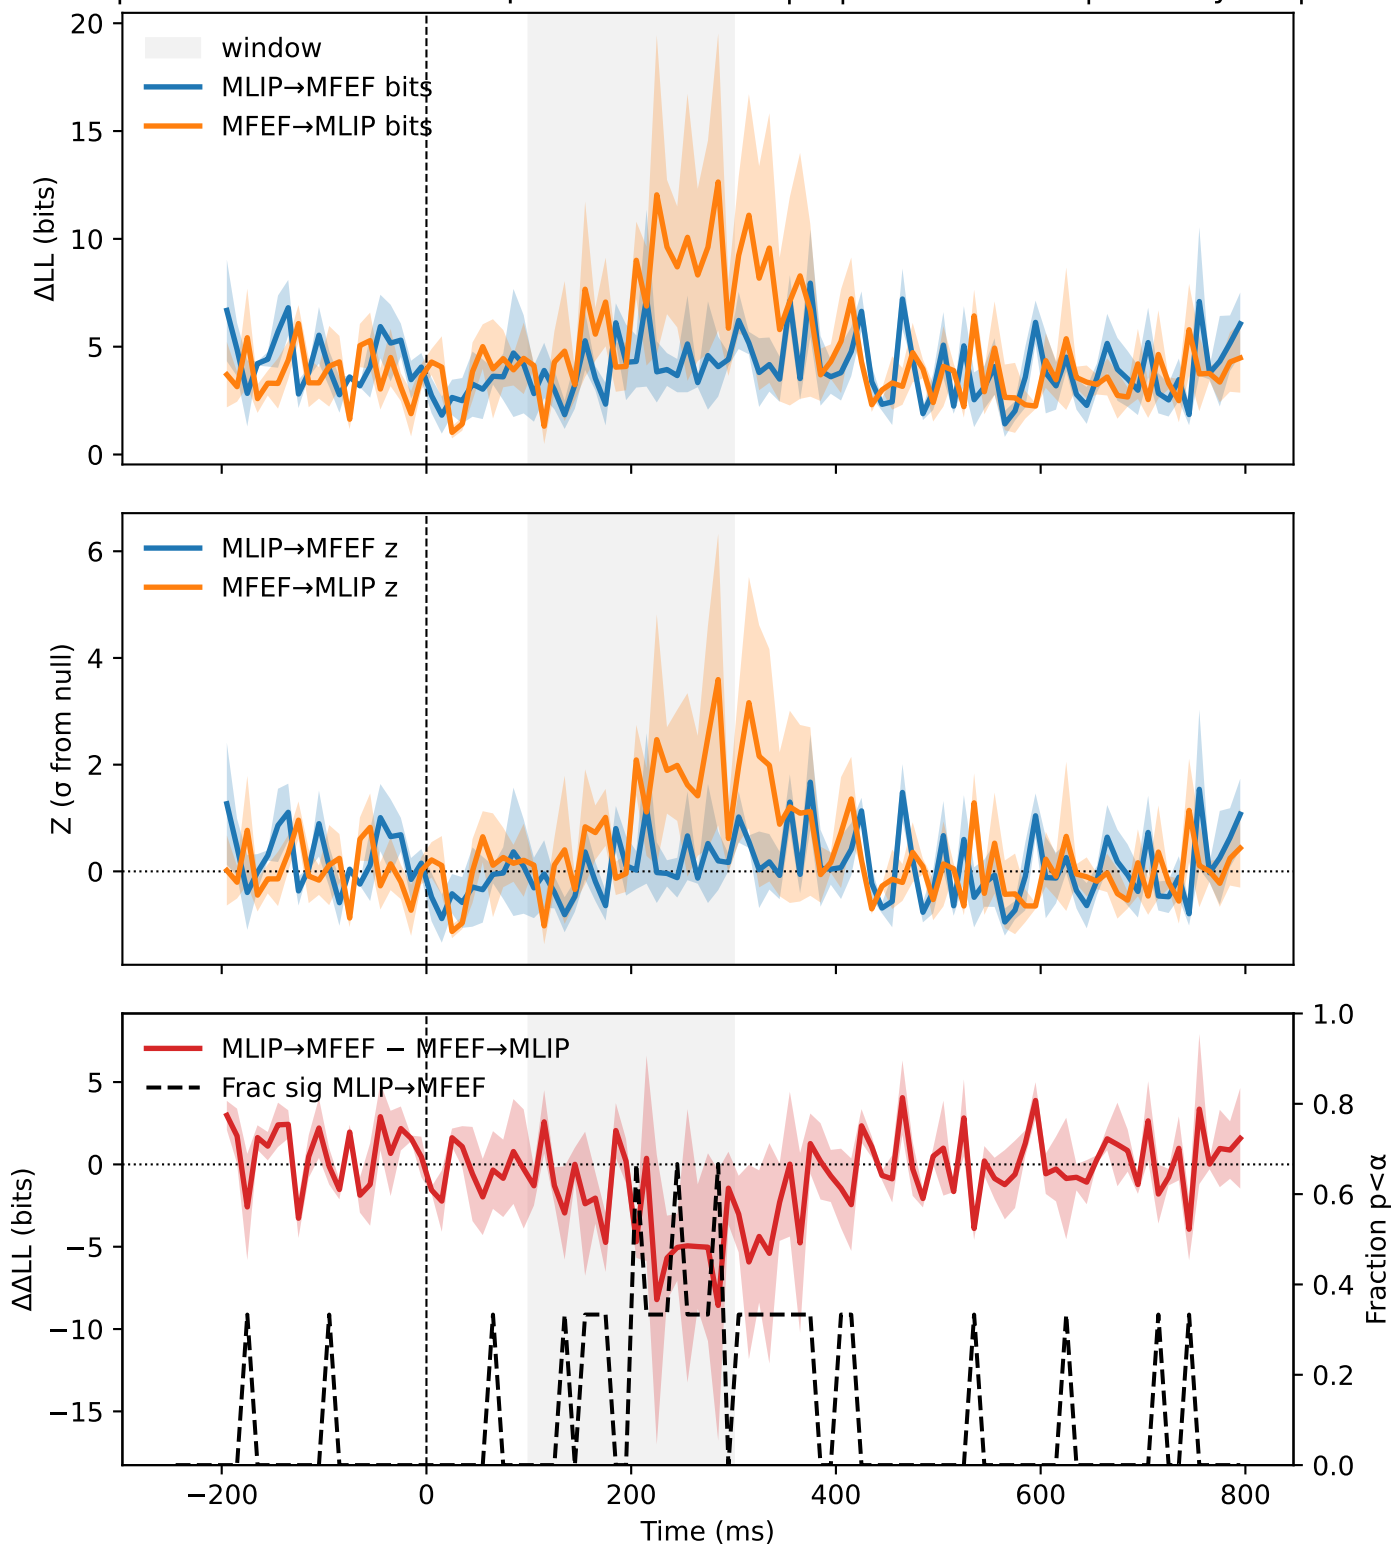 20
15
10
5
0
ΔLL (bits)
window
MLIP→MFEF bits
MFEF→MLIP bits
6
4
2
0
Z (σ from null)
MLIP→MFEF z
MFEF→MLIP z
5
0
−5
−10
−15
ΔΔLL (bits)
MLIP→MFEF − MFEF→MLIP
Frac sig MLIP→MFEF
1.0
0.8
0.6
0.4
0.2
0.0
Fraction p<α
−200
0
200
400
600
800
Time (ms)